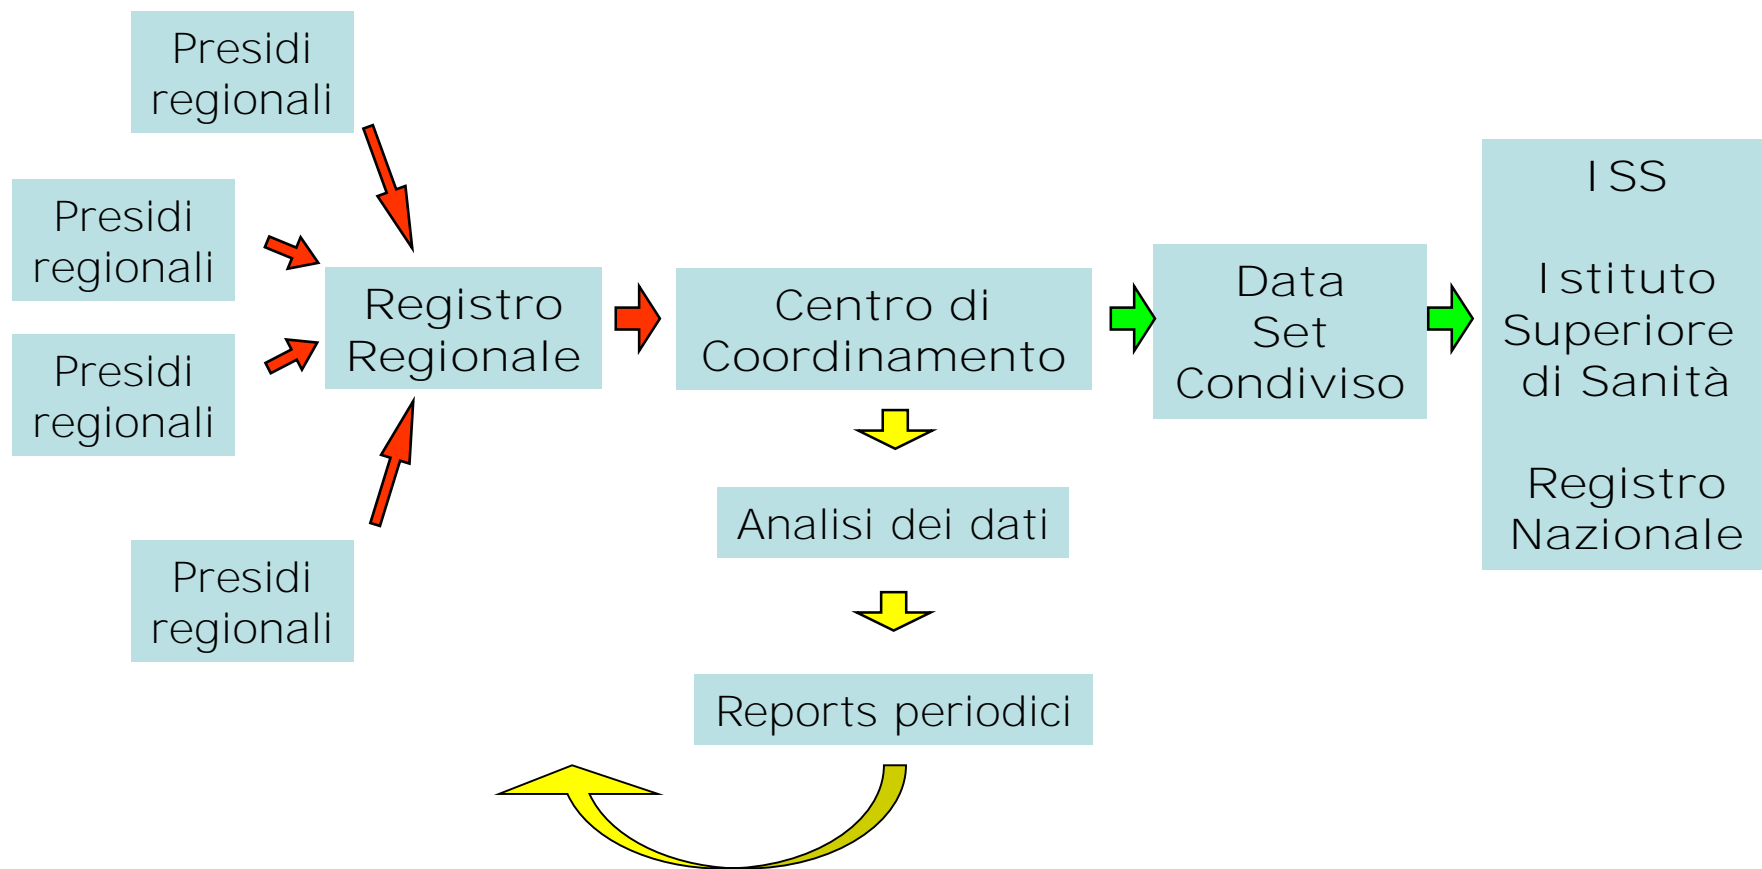 Presidi
regionali
Presidi
regionali
Presidi
regionali
Presidi
regionali
Registro
Regionale
Centro di
Coordinamento
Data
Set
Condiviso
ISS
Istituto
Superiore
di Sanità
Registro
Nazionale
Analisi dei dati
Reports periodici